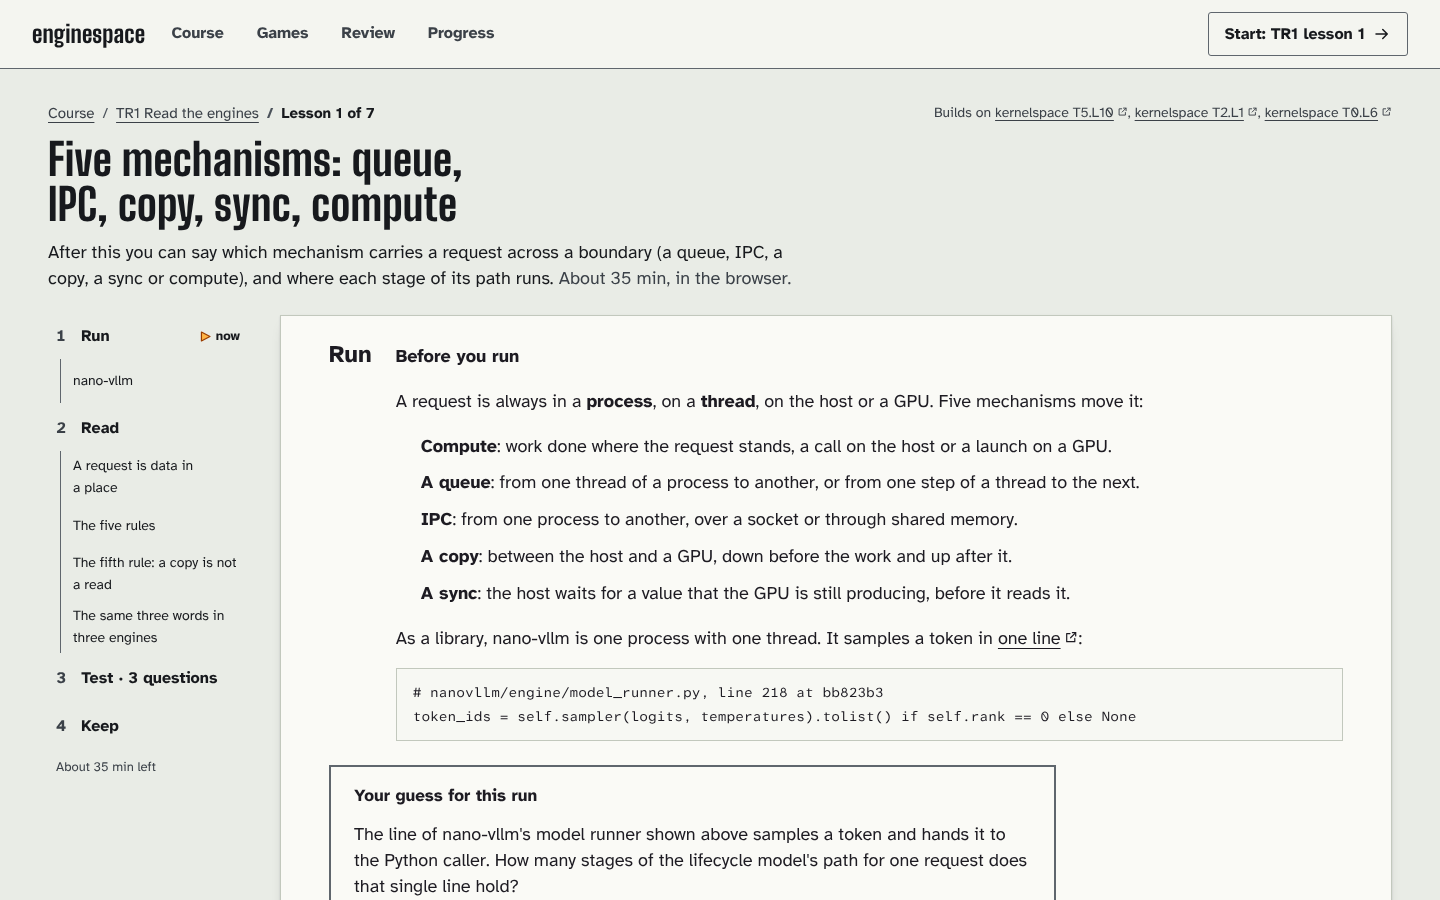 enginespace
Course
Games
Review
Progress
Start: TR1 lesson 1 →
Course / TR1 Read the engines / Lesson 1 of 7
Builds on kernelspace T5.L10, kernelspace T2.L1, kernelspace T0.L6
Five mechanisms: queue,
IPC, copy, sync, compute
After this you can say which mechanism carries a request across a boundary (a queue, IPC, a
copy, a sync or compute), and where each stage of its path runs. About 35 min, in the browser.
1 Run
now
nano-vllm
2 Read
A request is data in
a place
The five rules
The fifth rule: a copy is not
a read
The same three words in
three engines
3 Test · 3 questions
4 Keep
About 35 min left
Run
Before you run
A request is always in a process, on a thread, on the host or a GPU. Five mechanisms move it:
Compute: work done where the request stands, a call on the host or a launch on a GPU.
A queue: from one thread of a process to another, or from one step of a thread to the next.
IPC: from one process to another, over a socket or through shared memory.
A copy: between the host and a GPU, down before the work and up after it.
A sync: the host waits for a value that the GPU is still producing, before it reads it.
As a library, nano-vllm is one process with one thread. It samples a token in one line:
# nanovllm/engine/model_runner.py, line 218 at bb823b3
token_ids = self.sampler(logits, temperatures).tolist() if self.rank == 0 else None
Your guess for this run
The line of nano-vllm's model runner shown above samples a token and hands it to
the Python caller. How many stages of the lifecycle model's path for one request does
that single line hold?